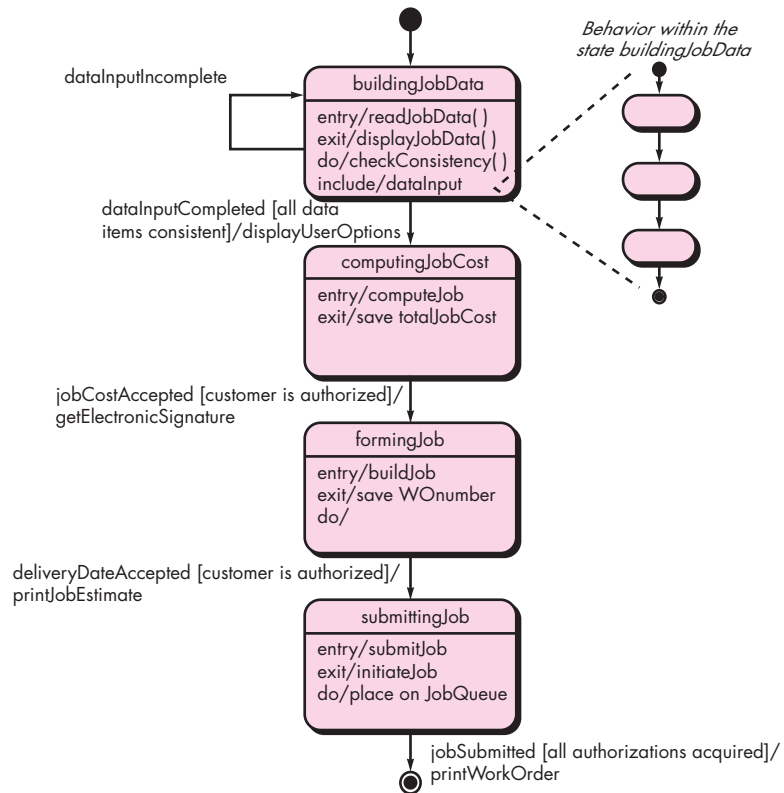 Behavior within the
state buildingJobData
dataInputIncomplete
buildingJobData
entry/readJobData( )
exit/displayJobData( )
do/checkConsistency( )
include/dataInput
dataInputCompleted [all data
items consistent]/displayUserOptions
computingJobCost
entry/computeJob
exit/save totalJobCost
jobCostAccepted [customer is authorized]/
getElectronicSignature
formingJob
entry/buildJob
exit/save WOnumber
do/
deliveryDateAccepted [customer is authorized]/
printJobEstimate
submittingJob
entry/submitJob
exit/initiateJob
do/place on JobQueue
jobSubmitted [all authorizations acquired]/
printWorkOrder